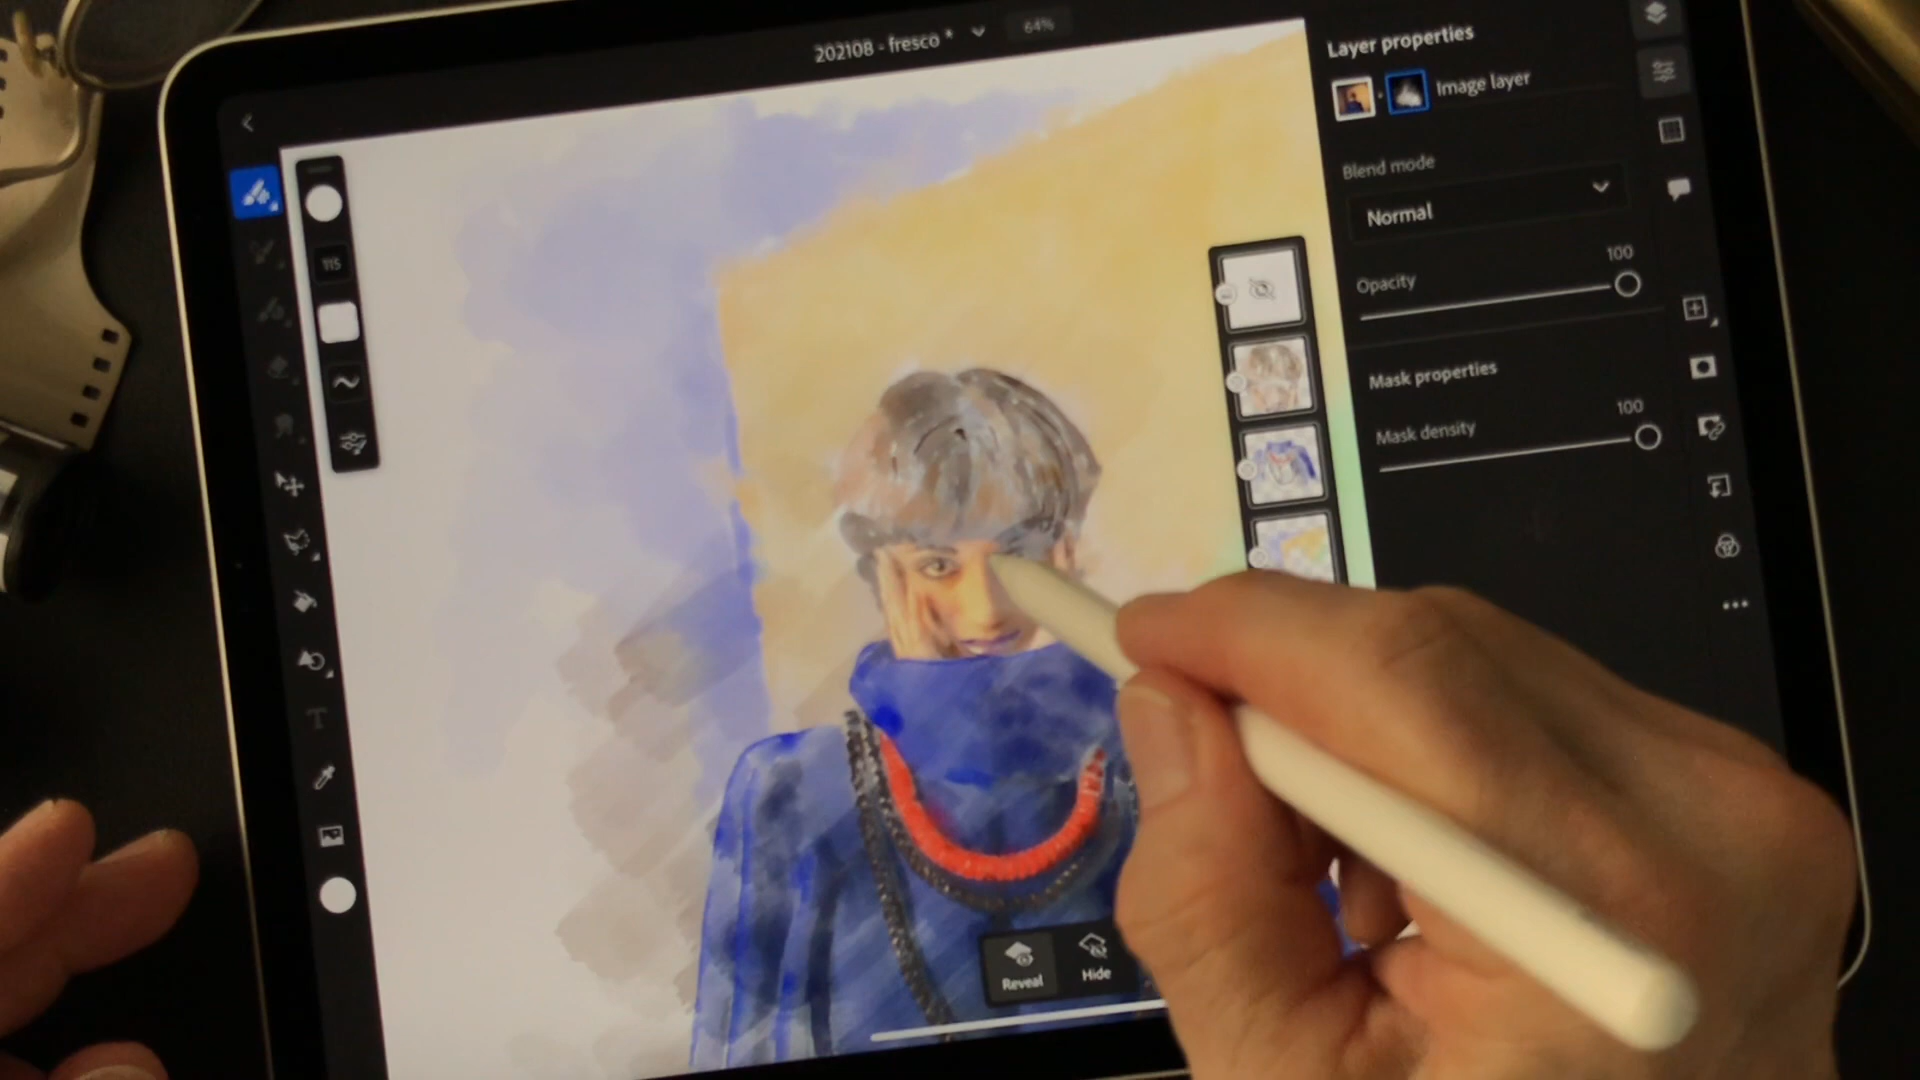 202108 - fresco *
64%
Layer properties
Image layer
Blend mode
Normal
100
Opacity
Mask properties
100
Mask density
115
T
Reveal
Hide